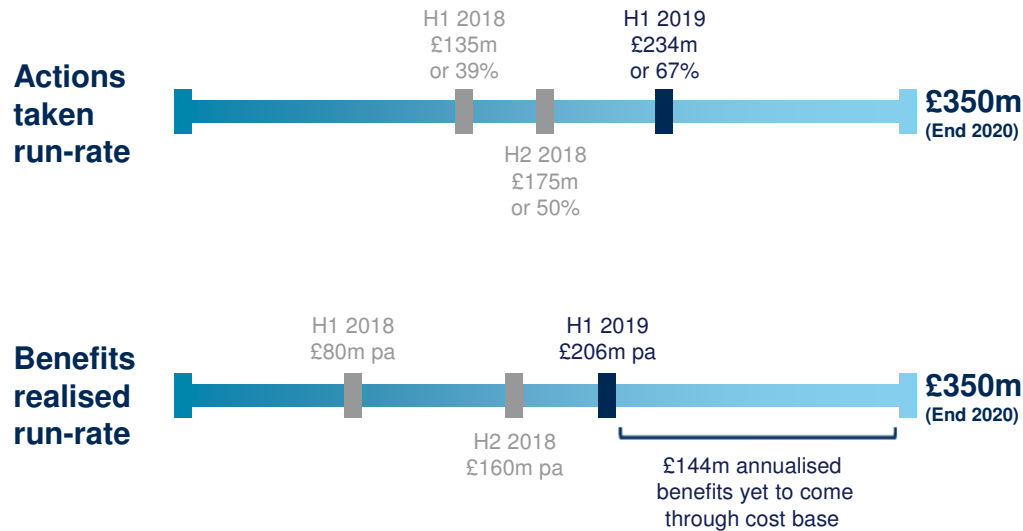 Actions
taken
run-rate
H1 2018
£135m
or 39%
H1 2019
£234m
or 67%
H2 2018
£175m
or 50%
£350m
(End 2020)
Benefits
realised
run-rate
H1 2018
£80m pa
H1 2019
£206m pa
H2 2018
£160m pa
£350m
(End 2020)
£144m annualised
benefits yet to come
through cost base